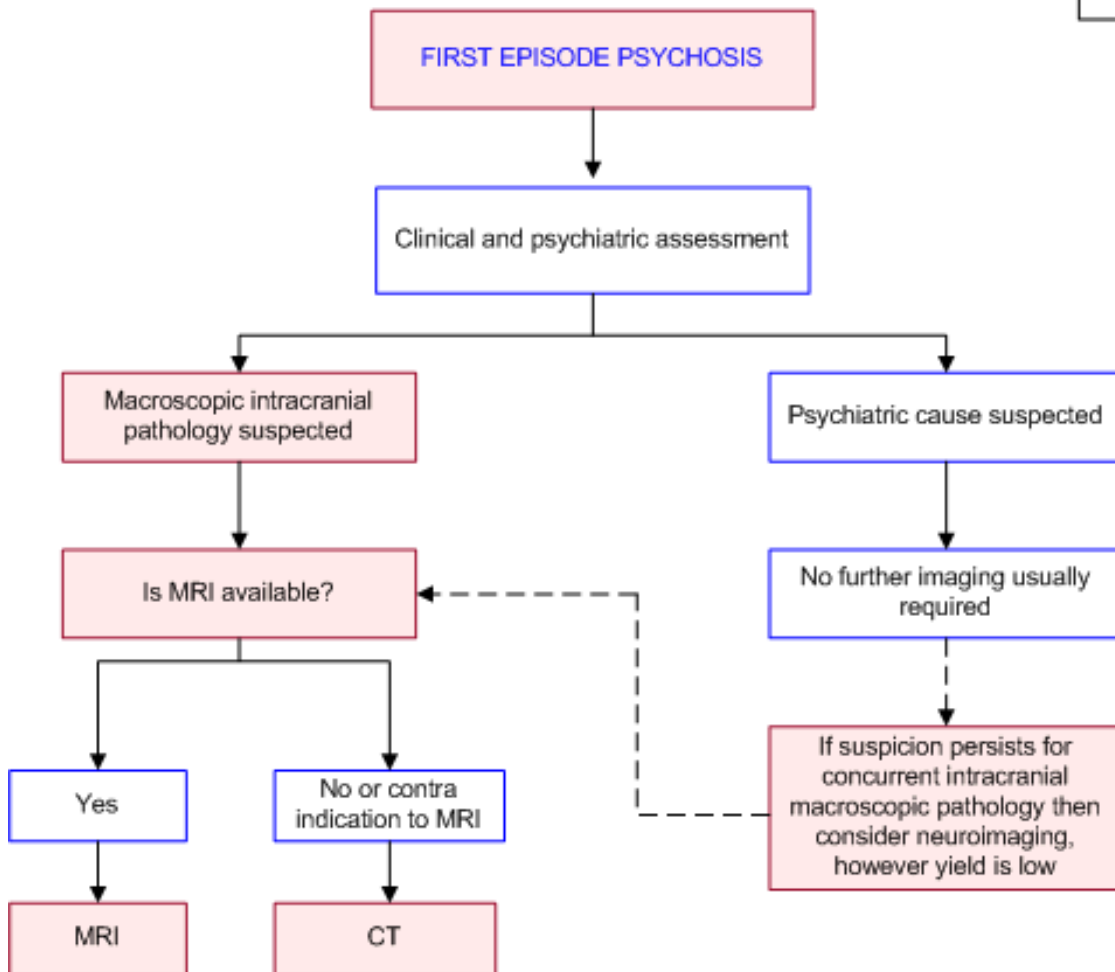 FIRST EPISODE PSYCHOSIS
Clinical and psychiatric assessment
Macroscopic intracranial
pathology suspected
Psychiatric cause suspected
Is MRI available?
No further imaging usually
required
Yes
No or contra
indication to MRI
If suspicion persists for
concurrent intracranial
macroscopic pathology then
consider neuroimaging,
however yield is low
MRI
CT